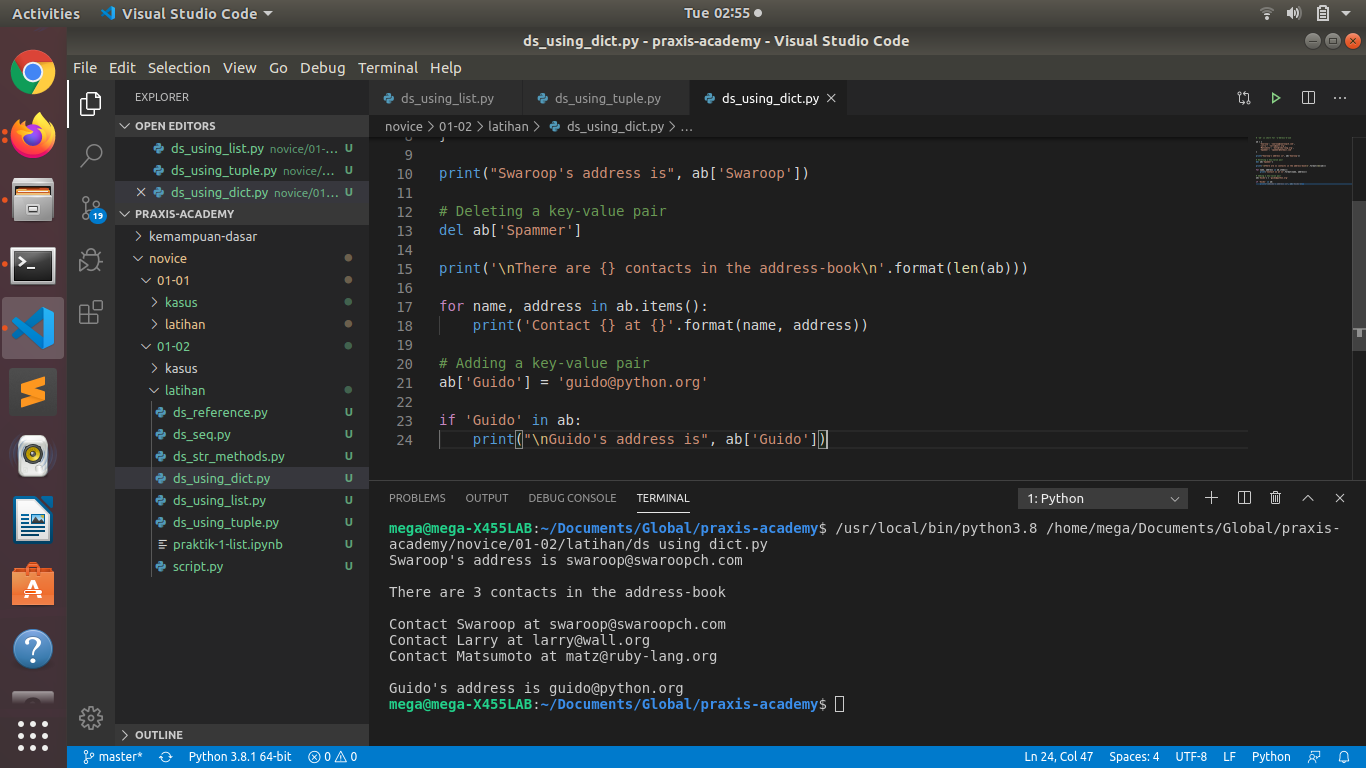 Activities Visual Studio Code Tue 02:55
ds_using_dict.py - praxis-academy - Visual Studio Code
File Edit Selection View Go Debug Terminal Help
EXPLORER
OPEN EDITORS
ds_using_list.py novice/01-... U
ds_using_tuple.py novice/... U
ds_using_dict.py novice/01... U
PRAXIS-ACADEMY
kemampuan-dasar
novice
01-01
kasus
latihan
01-02
kasus
latihan
ds_reference.py U
ds_seq.py U
ds_str_methods.py U
ds_using_dict.py U
ds_using_list.py U
ds_using_tuple.py U
praktik-1-list.ipynb U
script.py U
OUTLINE
19
ds_using_list.py ds_using_tuple.py ds_using_dict.py
novice > 01-02 > latihan > ds_using_dict.py > ...
9
10 print("Swaroop's address is", ab['Swaroop'])
11
12 # Deleting a key-value pair
13 del ab['Spammer']
14
15 print('\nThere are {} contacts in the address-book\n'.format(len(ab)))
16
17 for name, address in ab.items():
18     print('Contact {} at {}'.format(name, address))
19
20 # Adding a key-value pair
21 ab['Guido'] = 'guido@python.org'
22
23 if 'Guido' in ab:
24     print("\nGuido's address is", ab['Guido'])
PROBLEMS OUTPUT DEBUG CONSOLE TERMINAL 1: Python
mega@mega-X455LAB:~/Documents/Global/praxis-academy$ /usr/local/bin/python3.8 /home/mega/Documents/Global/praxis-
academy/novice/01-02/latihan/ds using dict.py
Swaroop's address is swaroop@swaroopch.com
There are 3 contacts in the address-book
Contact Swaroop at swaroop@swaroopch.com
Contact Larry at larry@wall.org
Contact Matsumoto at matz@ruby-lang.org
Guido's address is guido@python.org
mega@mega-X455LAB:~/Documents/Global/praxis-academy$
master* Python 3.8.1 64-bit 0 0 Ln 24, Col 47 Spaces: 4 UTF-8 LF Python